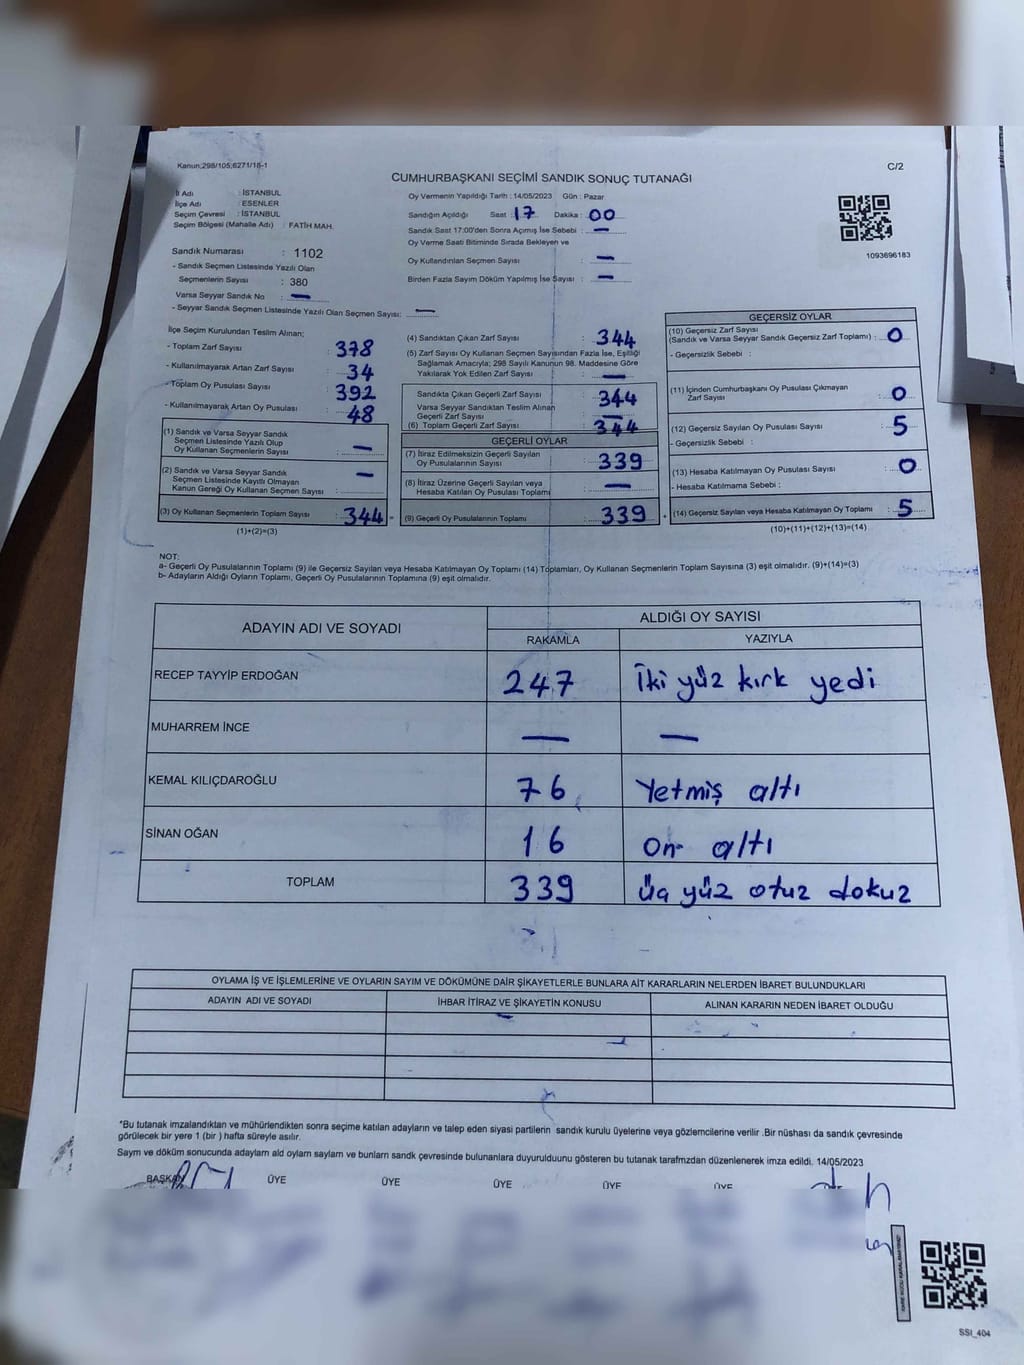 Kanun;298/105;6271/18-1
C/2
CUMHURBAŞKANI SEÇİMİ SANDIK SONUÇ TUTANAĞI
İl Adı : İSTANBUL
İlçe Adı : ESENLER
Seçim Çevresi : İSTANBUL
Seçim Bölgesi (Mahalle Adı) : FATİH MAH.
Sandık Numarası : 1102
- Sandık Seçmen Listesinde Yazılı Olan
Seçmenlerin Sayısı : 380
Varsa Seyyar Sandık No : —
- Seyyar Sandık Seçmen Listesinde Yazılı Olan Seçmen Sayısı: —
Oy Vermenin Yapıldığı Tarih : 14/05/2023 Gün : Pazar
Sandığın Açıldığı Saat : 17 Dakika : 00
Sandık Saat 17:00'den Sonra Açımış İse Sebebi : —
Oy Verme Saati Bitiminde Sırada Bekleyen ve
Oy Kullandırılan Seçmen Sayısı : —
Birden Fazla Sayım Döküm Yapılmış İse Sayısı : —
1093696183
İlçe Seçim Kurulundan Teslim Alınan;
- Toplam Zarf Sayısı : 378
- Kullanılmayarak Artan Zarf Sayısı : 34
- Toplam Oy Pusulası Sayısı : 392
- Kullanılmayarak Artan Oy Pusulası : 48
(1) Sandık ve Varsa Seyyar Sandık
Seçmen Listesinde Yazılı Olup
Oy Kullanan Seçmenlerin Sayısı : —
(2) Sandık ve Varsa Seyyar Sandık
Seçmen Listesinde Kayıtlı Olmayan
Kanun Gereği Oy Kullanan Seçmen Sayısı : —
(3) Oy Kullanan Seçmenlerin Toplam Sayısı : 344 =
(1)+(2)=(3)
(4) Sandıktan Çıkan Zarf Sayısı : 344
(5) Zarf Sayısı Oy Kullanan Seçmen Sayısından Fazla İse, Eşitliği
Sağlamak Amacıyla; 298 Sayılı Kanunun 98. Maddesine Göre
Yakılarak Yok Edilen Zarf Sayısı : —
Sandıkta Çıkan Geçerli Zarf Sayısı : 344
Varsa Seyyar Sandıktan Teslim Alınan
Geçerli Zarf Sayısı : —
(6) Toplam Geçerli Zarf Sayısı : 344
GEÇERLİ OYLAR
(7) İtiraz Edilmeksizin Geçerli Sayılan
Oy Pusulalarının Sayısı : 339
(8) İtiraz Üzerine Geçerli Sayılan veya
Hesaba Katılan Oy Pusulası Toplamı : —
(9) Geçerli Oy Pusulalarının Toplamı : 339 +
GEÇERSİZ OYLAR
(10) Geçersiz Zarf Sayısı
(Sandık ve Varsa Seyyar Sandık Geçersiz Zarf Toplamı) : 0
- Geçersizlik Sebebi :
(11) İçinden Cumhurbaşkanı Oy Pusulası Çıkmayan
Zarf Sayısı : 0
(12) Geçersiz Sayılan Oy Pusulası Sayısı : 5
- Geçersizlik Sebebi :
(13) Hesaba Katılmayan Oy Pusulası Sayısı : 0
- Hesaba Katılmama Sebebi :
(14) Geçersiz Sayılan veya Hesaba Katılmayan Oy Toplamı : 5
(10)+(11)+(12)+(13)=(14)
NOT:
a- Geçerli Oy Pusulalarının Toplamı (9) ile Geçersiz Sayılan veya Hesaba Katılmayan Oy Toplamı (14) Toplamları, Oy Kullanan Seçmenlerin Toplam Sayısına (3) eşit olmalıdır. (9)+(14)=(3)
b- Adayların Aldığı Oyların Toplamı, Geçerli Oy Pusulalarının Toplamına (9) eşit olmalıdır.
ADAYIN ADI VE SOYADI
ALDIĞI OY SAYISI
RAKAMLA YAZIYLA
RECEP TAYYİP ERDOĞAN 247 İki yüz kırk yedi
MUHARREM İNCE — —
KEMAL KILIÇDAROĞLU 76 Yetmiş altı
SİNAN OĞAN 16 on altı
TOPLAM 339 Üç yüz otuz dokuz
OYLAMA İŞ VE İŞLEMLERİNE VE OYLARIN SAYIM VE DÖKÜMÜNE DAİR ŞİKAYETLERLE BUNLARA AİT KARARLARIN NELERDEN İBARET BULUNDUKLARI
ADAYIN ADI VE SOYADI İHBAR İTİRAZ VE ŞİKAYETİN KONUSU ALINAN KARARIN NEDEN İBARET OLDUĞU
*Bu tutanak imzalandıktan ve mühürlendikten sonra seçime katılan adayların ve talep eden siyasi partilerin sandık kurulu üyelerine veya gözlemcilerine verilir .Bir nüshası da sandık çevresinde
görülecek bir yere 1 (bir ) hafta süreyle asılır.
Sayım ve döküm sonucunda adayların aldı oyların sayları ve bunların sandk çevresinde bulunanlara duyurulduunu gösteren bu tutanak tarafmzdan düzenlenerek imza edildi. 14/05/2023
BAŞKAN ÜYE ÜYE ÜYE ÜYE ÜYE
SSI_404